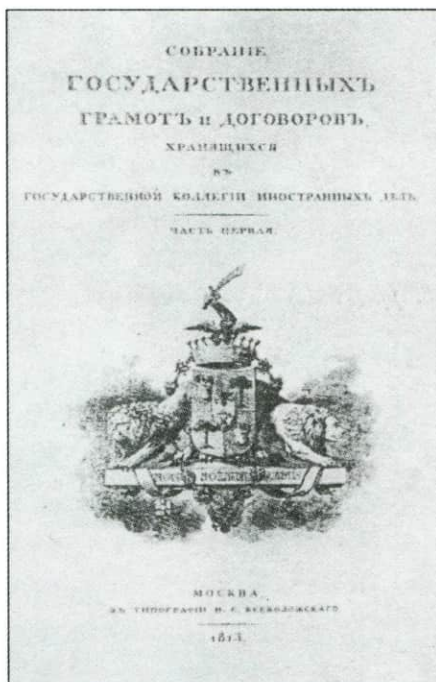 СОБРАНІЕ
ГОСУДАРСТВЕННЫХЪ
ГРАМОТЪ и ДОГОВОРОВЪ,
ХРАНЯЩИХСЯ
ВЪ
ГОСУДАРСТВЕННОЙ КОЛЛЕГІИ ИНОСТРАННЫХЪ ДѢЛЪ.
ЧАСТЬ ПЕРВАЯ.
МОСКВА,
ВЪ ТИПОГРАФІИ Н. С. ВСЕВОЛОЖСКАГО.
1813.